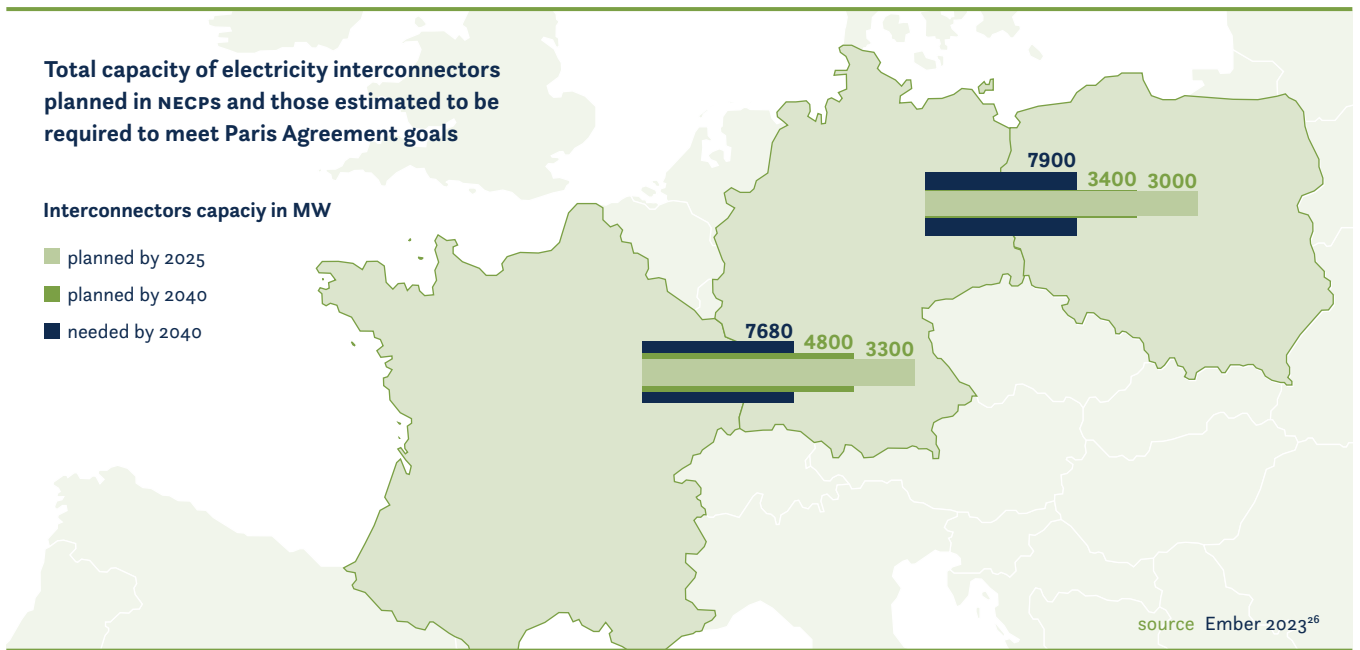 Total capacity of electricity interconnectors
planned in NECPs and those estimated to be
required to meet Paris Agreement goals
Interconnectors capaciy in MW
planned by 2025
planned by 2040
needed by 2040
7900
3400 3000
7680
4800 3300
source Ember 2023²⁶